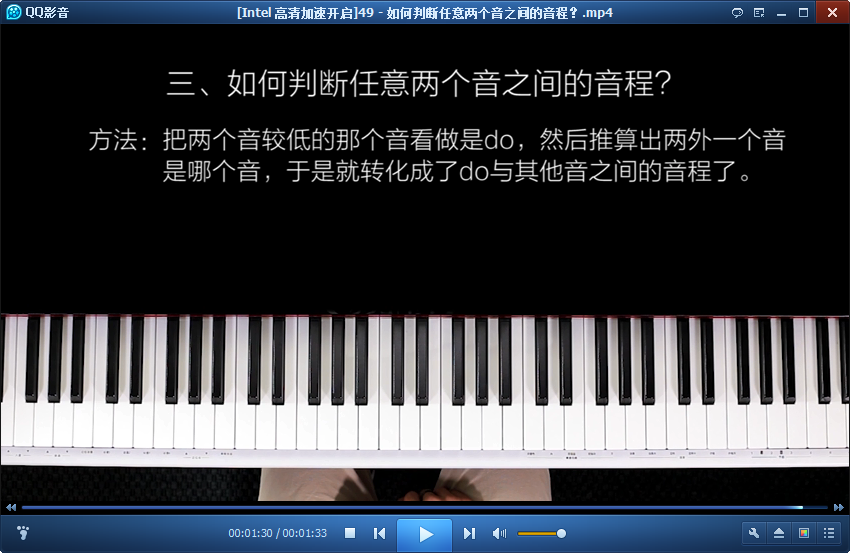 QQ影音
[Intel 高清加速开启]49 - 如何判断任意两个音之间的音程？.mp4
三、如何判断任意两个音之间的音程？
方法：把两个音较低的那个音看做是do，然后推算出两外一个音
是哪个音，于是就转化成了do与其他音之间的音程了。
00:01:30 / 00:01:33